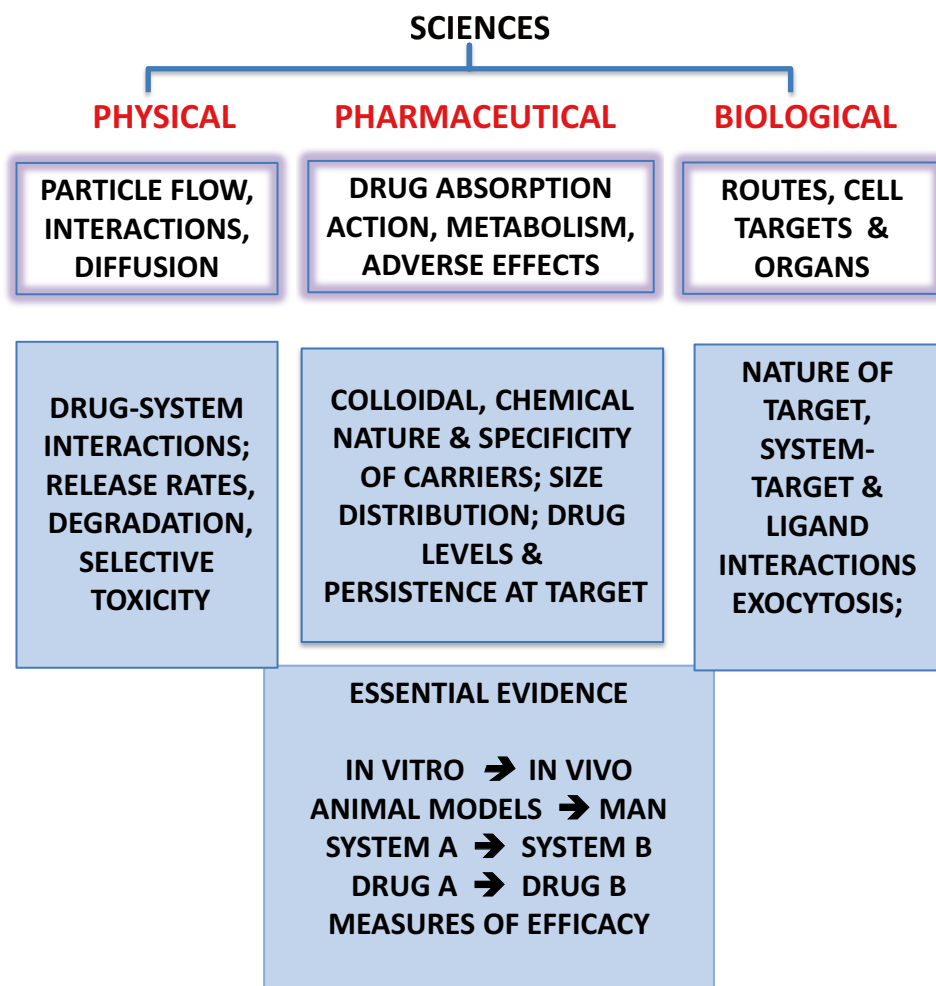 SCIENCES
PHYSICAL
PHARMACEUTICAL
BIOLOGICAL
PARTICLE FLOW,
INTERACTIONS,
DIFFUSION
DRUG ABSORPTION
ACTION, METABOLISM,
ADVERSE EFFECTS
ROUTES, CELL
TARGETS &
ORGANS
DRUG-SYSTEM
INTERACTIONS;
RELEASE RATES,
DEGRADATION,
SELECTIVE
TOXICITY
COLLOIDAL, CHEMICAL
NATURE & SPECIFICITY
OF CARRIERS; SIZE
DISTRIBUTION; DRUG
LEVELS &
PERSISTENCE AT TARGET
NATURE OF
TARGET,
SYSTEM-
TARGET &
LIGAND
INTERACTIONS
EXOCYTOSIS;
ESSENTIAL EVIDENCE
IN VITRO ➔ IN VIVO
ANIMAL MODELS ➔ MAN
SYSTEM A ➔ SYSTEM B
DRUG A ➔ DRUG B
MEASURES OF EFFICACY